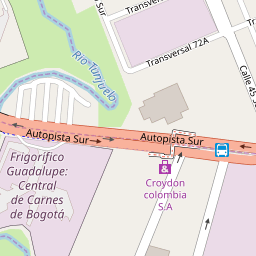 Transversal
Transversal 72A
Calle 45 S
Río Tunjuelo
Autopista Sur
Autopista Sur
Frigorífico
Guadalupe:
Central
de Carnes
de Bogotá
Croydon
colombia
S.A